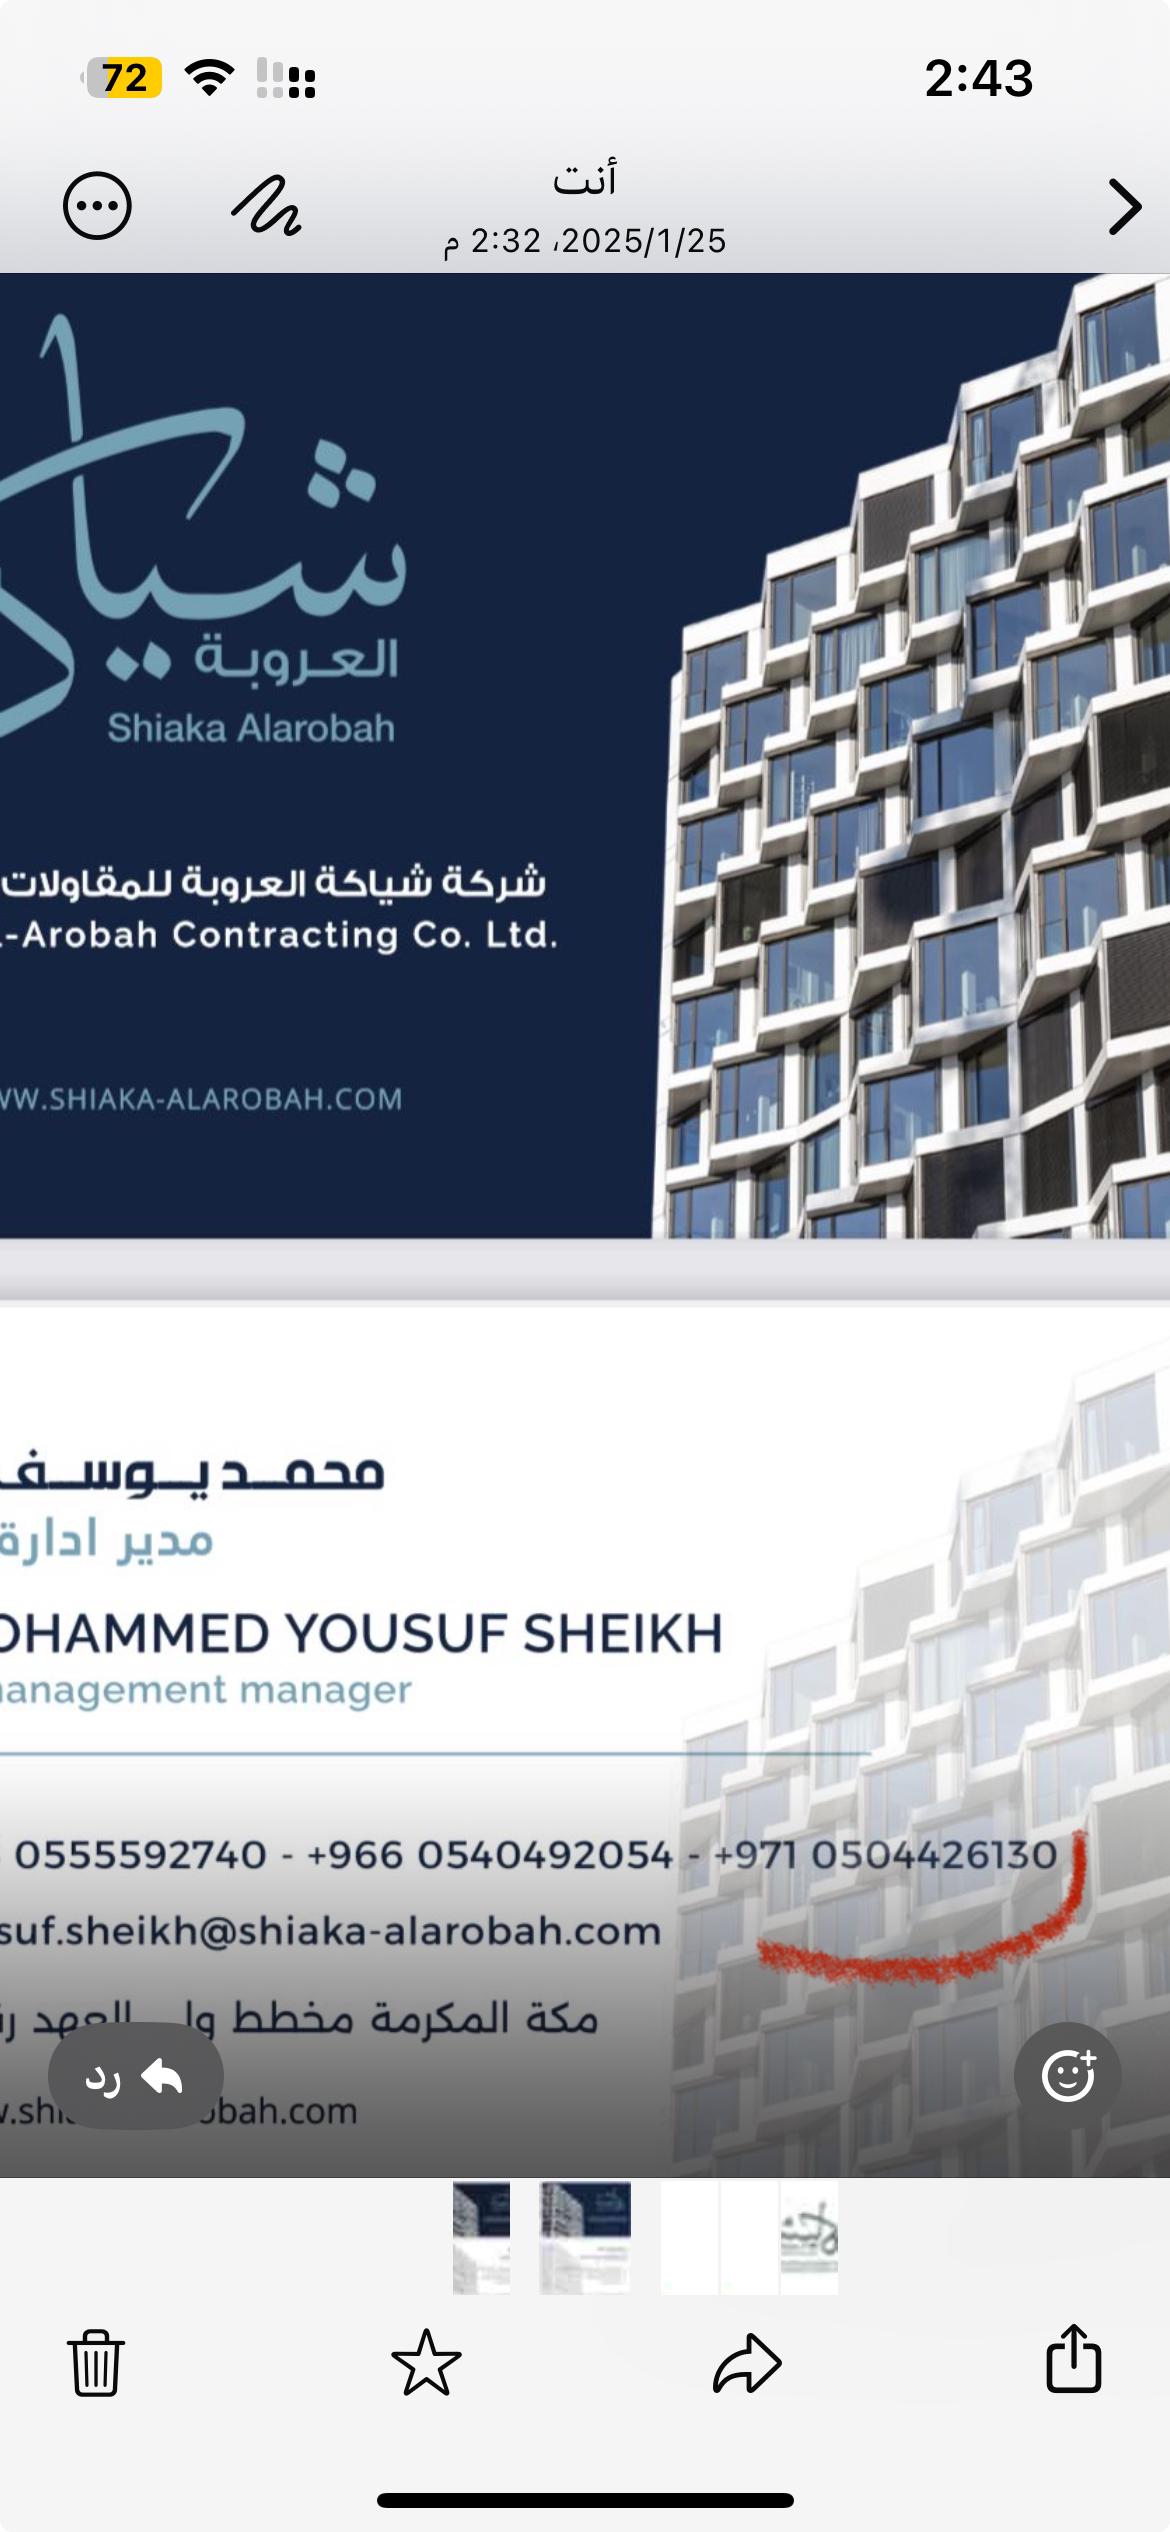 72
2:43
أنت
2025/1/25، 2:32 م
شياكة
العروبة
Shiaka Alarobah
شركة شياكة العروبة للمقاولات
-Arobah Contracting Co. Ltd.
WW.SHIAKA-ALAROBAH.COM
محمد يوسف
مدير ادارة
OHAMMED YOUSUF SHEIKH
anagement manager
0555592740 - +966 0540492054 - +971 0504426130
suf.sheikh@shiaka-alarobah.com
مكة المكرمة مخطط ولي العهد
رد
obah.com